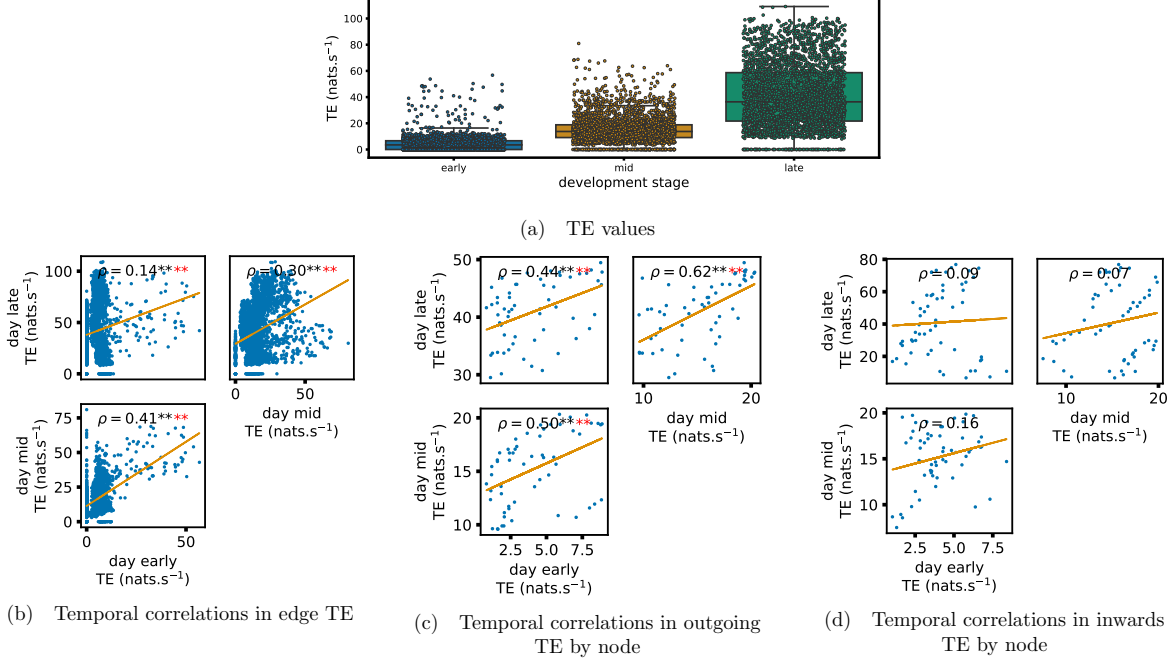 100
80
60
40
20
0
TE (nats.s⁻¹)
early
mid
late
development stage
(a) TE values
ρ = 0.14****
ρ = 0.30****
100
50
0
day late
TE (nats.s⁻¹)
0
50
day mid
TE (nats.s⁻¹)
ρ = 0.41****
75
50
25
0
day mid
TE (nats.s⁻¹)
0
50
day early
TE (nats.s⁻¹)
(b) Temporal correlations in edge TE
ρ = 0.44****
ρ = 0.62****
50
40
30
day late
TE (nats.s⁻¹)
10
20
day mid
TE (nats.s⁻¹)
ρ = 0.50****
20
15
10
day mid
TE (nats.s⁻¹)
2.5
5.0
7.5
day early
TE (nats.s⁻¹)
(c) Temporal correlations in outgoing
TE by node
ρ = 0.09
ρ = 0.07
80
60
40
20
day late
TE (nats.s⁻¹)
10
20
day mid
TE (nats.s⁻¹)
ρ = 0.16
20
15
10
day mid
TE (nats.s⁻¹)
2.5
5.0
7.5
day early
TE (nats.s⁻¹)
(d) Temporal correlations in inwards
TE by node